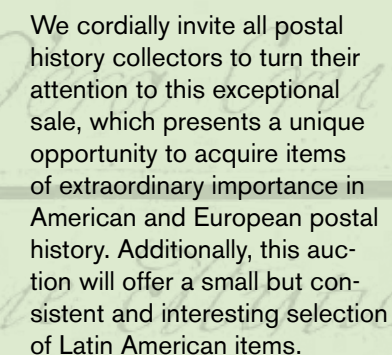 We cordially invite all postal
history collectors to turn their
attention to this exceptional
sale, which presents a unique
opportunity to acquire items
of extraordinary importance in
American and European postal
history. Additionally, this auc-
tion will offer a small but con-
sistent and interesting selection
of Latin American items.